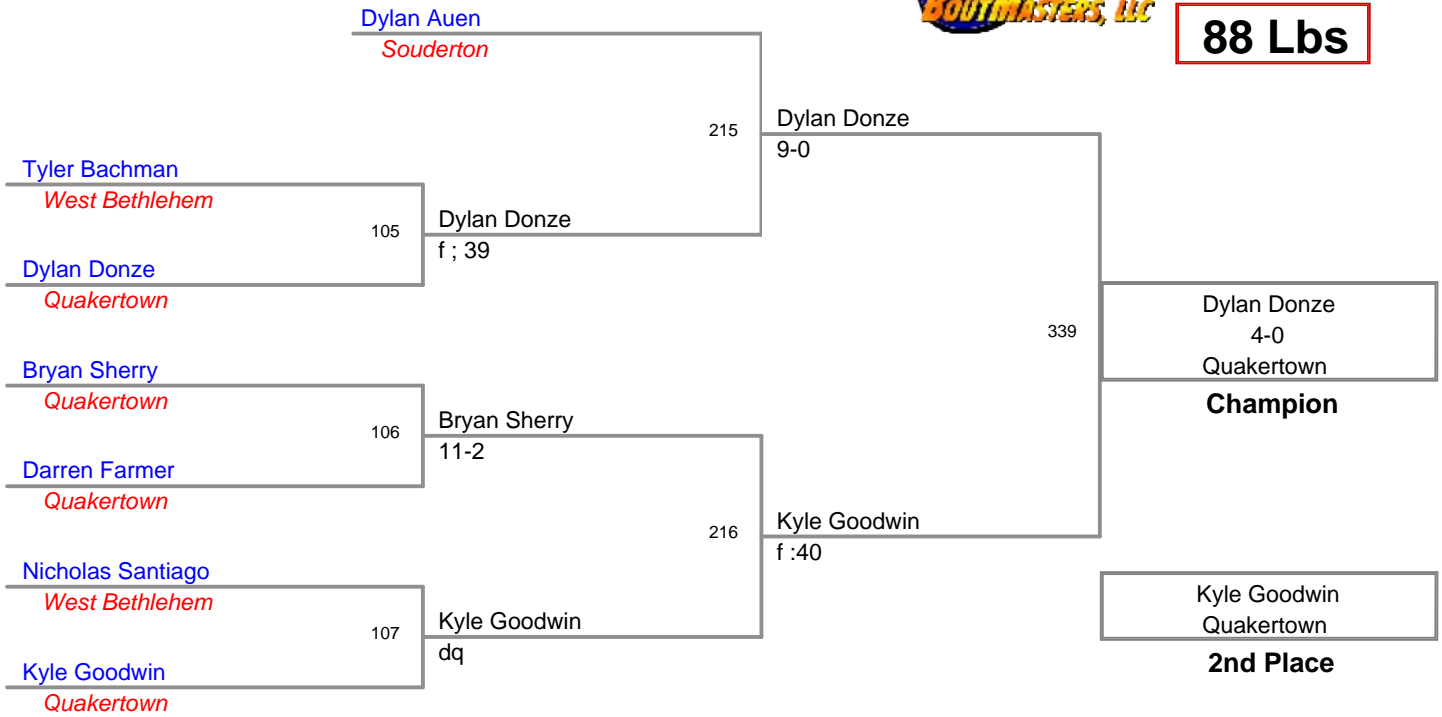 Dylan Auen
Souderton
BOUTMASTERS, LLC
88 Lbs
215
Dylan Donze
9-0
Tyler Bachman
West Bethlehem
105
Dylan Donze
f ; 39
Dylan Donze
Quakertown
339
Dylan Donze
4-0
Quakertown
Champion
Bryan Sherry
Quakertown
106
Bryan Sherry
11-2
Darren Farmer
Quakertown
216
Kyle Goodwin
f :40
Nicholas Santiago
West Bethlehem
107
Kyle Goodwin
dq
Kyle Goodwin
Quakertown
Kyle Goodwin
Quakertown
2nd Place